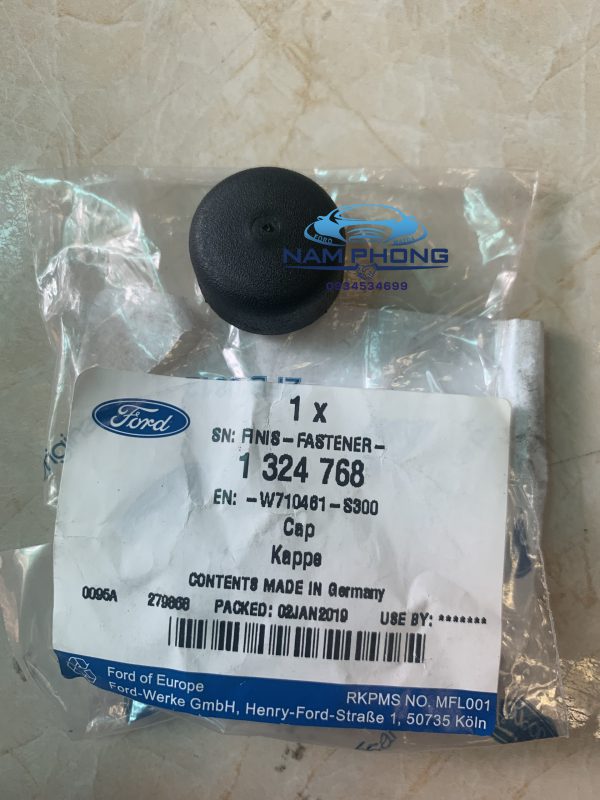 FORD
NAM PHONG
0934534699
Ford
1 x
SN: FINIS-FASTENER-
1 324 768
EN: -W710461-S300
Cap
Kappe
CONTENTS MADE IN Germany
0095A 279868 PACKED: 02JAN2019 USE BY: *******
Ford of Europe
RKPMS NO. MFL001
Ford-Werke GmbH, Henry-Ford-Straße 1, 50735 Köln